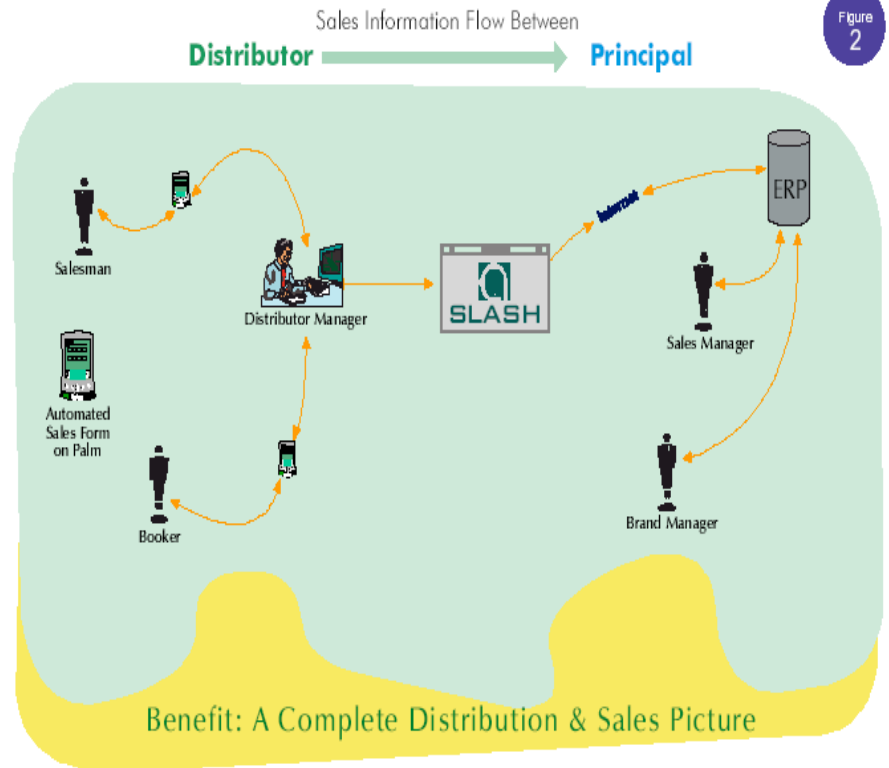 Sales Information Flow Between
Distributor
Principal
Figure
2
Salesman
Distributor Manager
SLASH
Internet
ERP
Sales Manager
Automated
Sales Form
on Palm
Booker
Brand Manager
Benefit: A Complete Distribution & Sales Picture